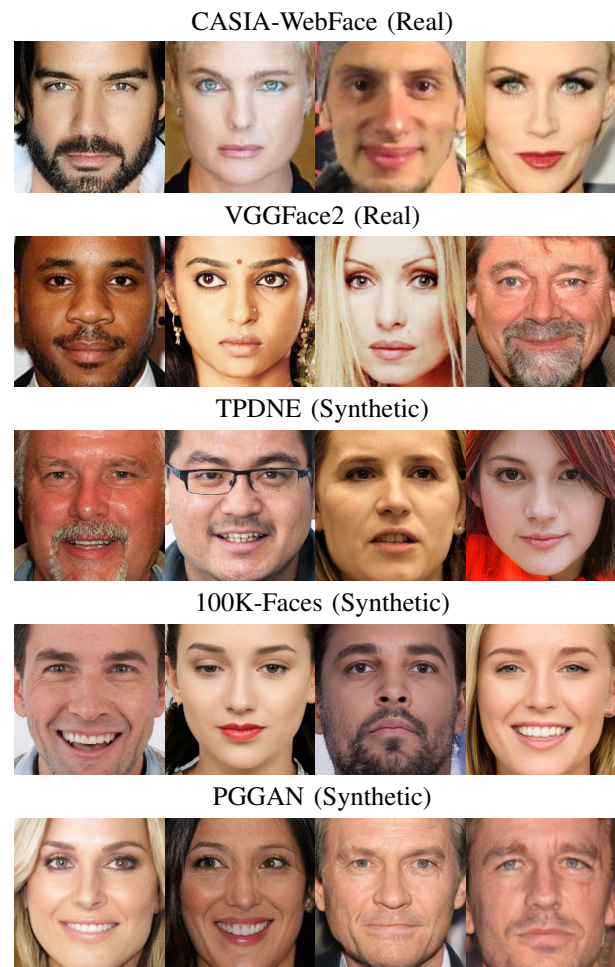 CASIA-WebFace (Real)
VGGFace2 (Real)
TPDNE (Synthetic)
100K-Faces (Synthetic)
PGGAN (Synthetic)